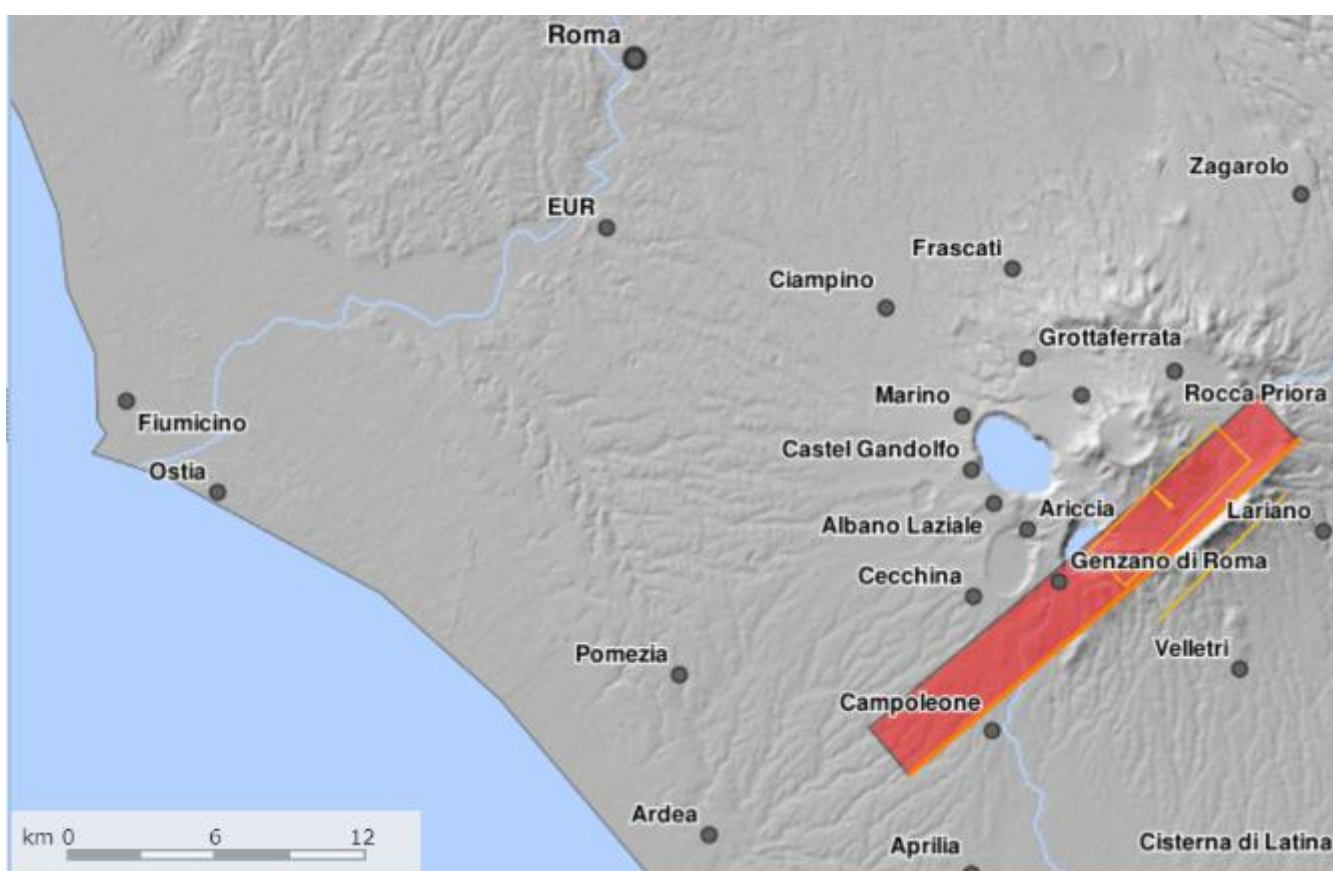 Roma
Zagarolo
EUR
Frascati
Ciampino
Grottaferrata
Marino
Rocca Priora
Fiumicino
Castel Gandolfo
Ostia
Albano Laziale
Ariccia
Lariano
Genzano di Roma
Cecchina
Pomezia
Velletri
Campoleone
Ardea
km 0 6 12
Aprilia
Cisterna di Latina